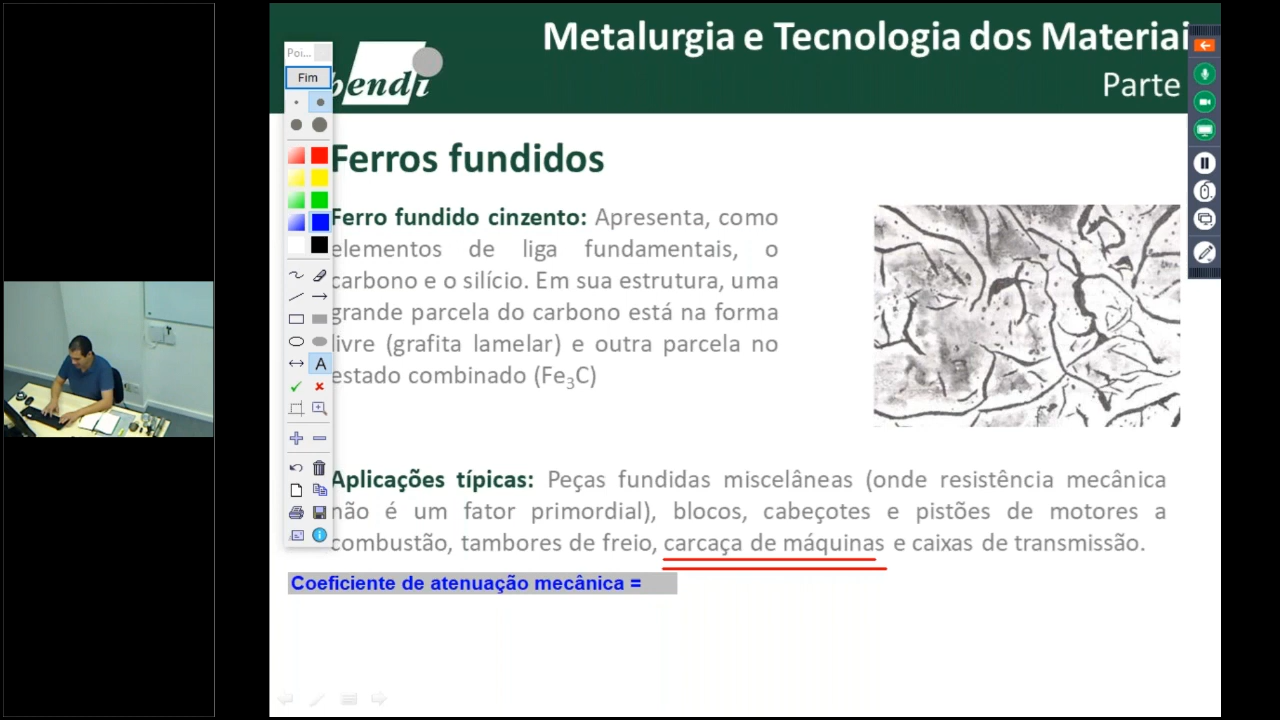 Metalurgia e Tecnologia dos Materiai
Parte
Poi...
Fim
bendi
Ferros fundidos
Ferro fundido cinzento: Apresenta, como
elementos de liga fundamentais, o
carbono e o silício. Em sua estrutura, uma
grande parcela do carbono está na forma
livre (grafita lamelar) e outra parcela no
estado combinado (Fe₃C)
A
Aplicações típicas: Peças fundidas miscelâneas (onde resistência mecânica
não é um fator primordial), blocos, cabeçotes e pistões de motores a
combustão, tambores de freio, carcaça de máquinas e caixas de transmissão.
Coeficiente de atenuação mecânica =